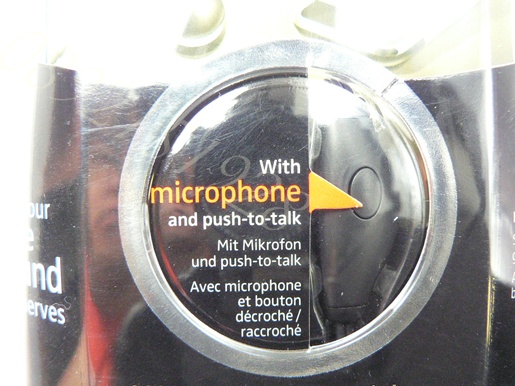 With
microphone
and push-to-talk
Mit Mikrofon
und push-to-talk
Avec microphone
et bouton
décroché /
raccroché